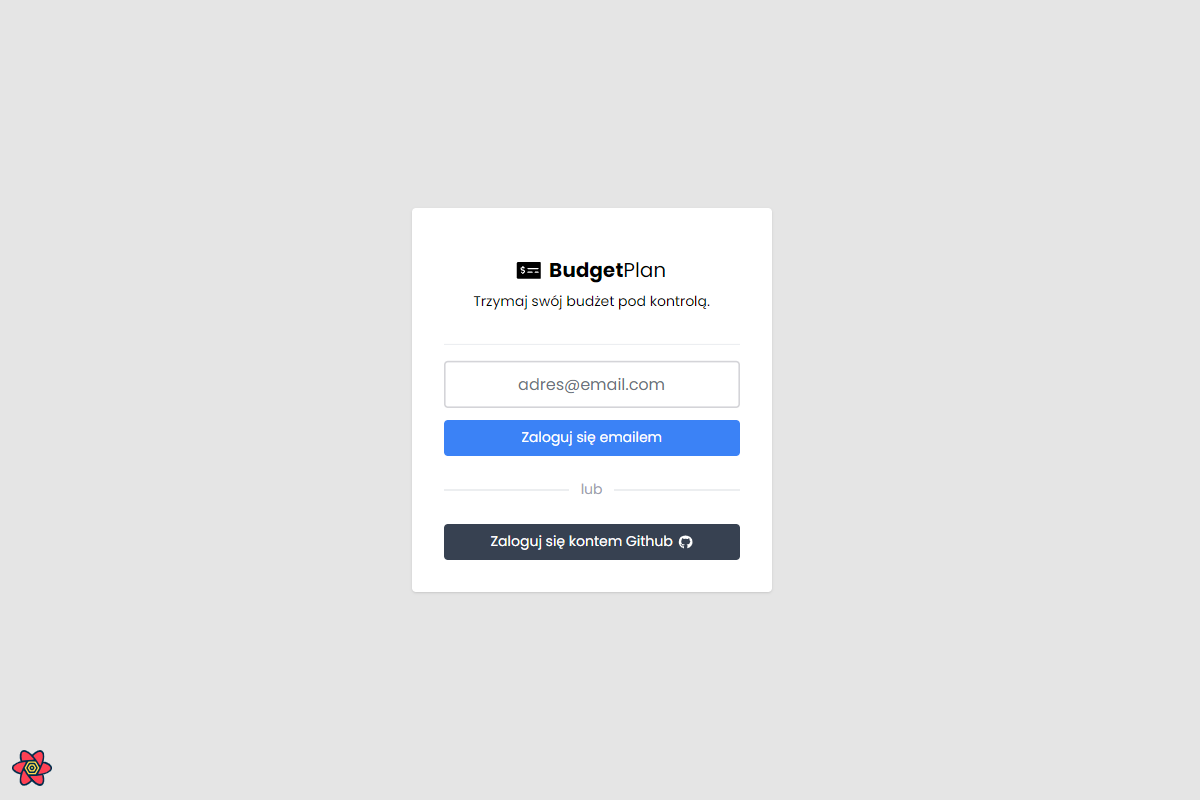 BudgetPlan
Trzymaj swój budżet pod kontrolą.
adres@email.com
Zaloguj się emailem
lub
Zaloguj się kontem Github